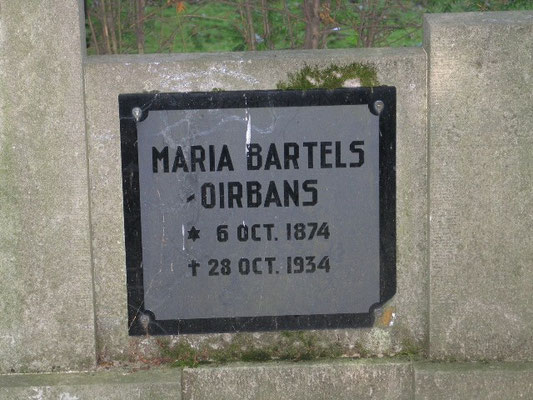 MARIA BARTELS
-OIRBANS
* 6 OCT. 1874
† 28 OCT. 1934